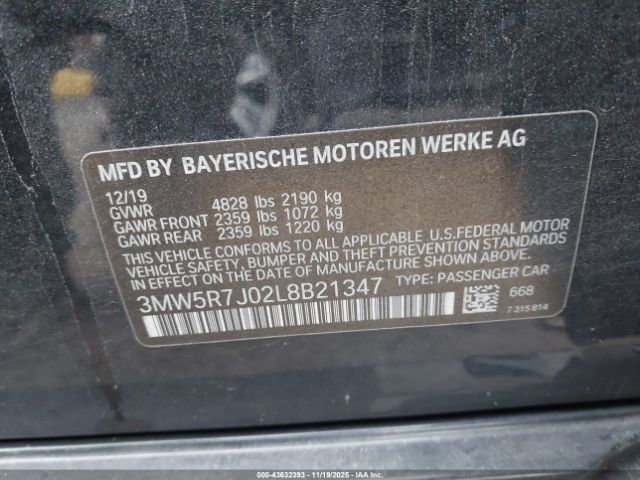 MFD BY BAYERISCHE MOTOREN WERKE AG
12/19
GVWR 4828 lbs 2190 kg
GAWR FRONT 2359 lbs 1072 kg
GAWR REAR 2359 lbs 1220 kg
THIS VEHICLE CONFORMS TO ALL APPLICABLE U.S.FEDERAL MOTOR
VEHICLE SAFETY, BUMPER AND THEFT PREVENTION STANDARDS
IN EFFECT ON THE DATE OF MANUFACTURE SHOWN ABOVE.
3MW5R7J02L8B21347 TYPE: PASSENGER CAR
668
7 315 814
000-43632393 - 11/19/2025 - IAAI.CA